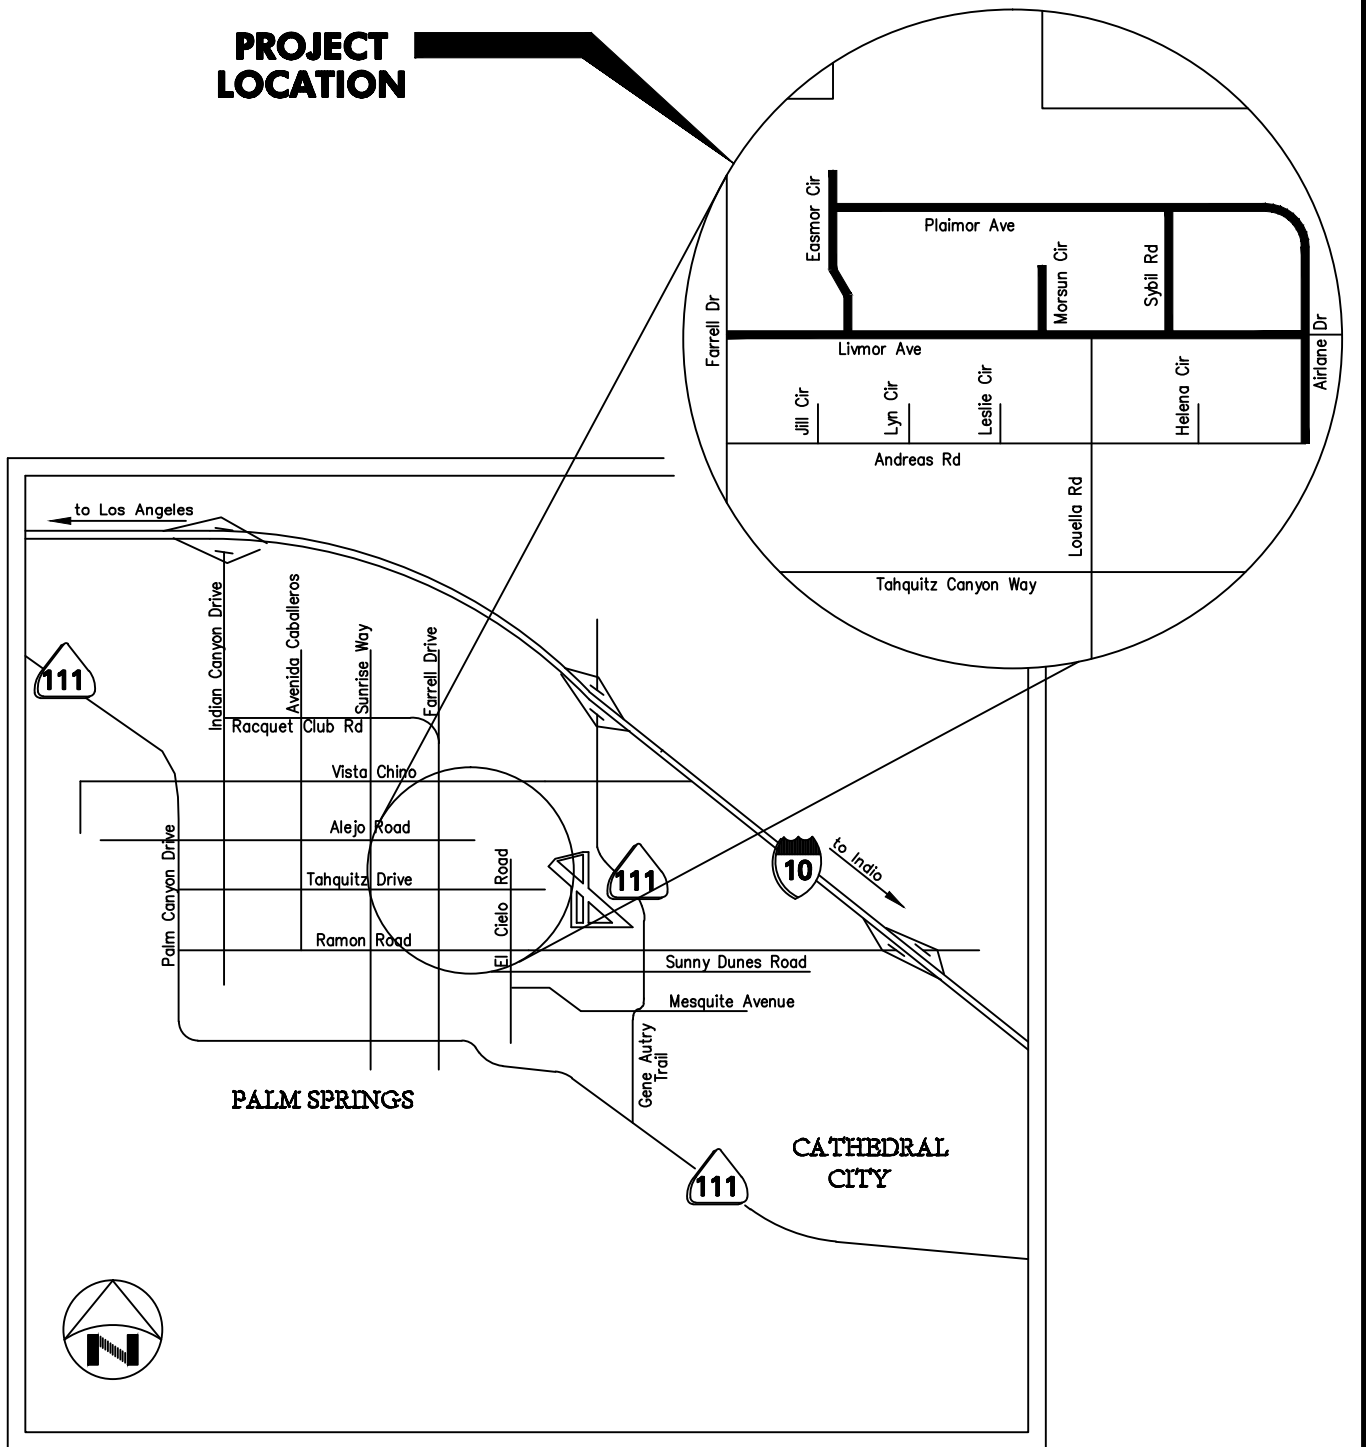 PROJECT
LOCATION
Easmor Cir
Plaimor Ave
Morsun Cir
Sybil Rd
Farrell Dr
Livmor Ave
Airlane Dr
Jill Cir
Lyn Cir
Leslie Cir
Helena Cir
Andreas Rd
Louella Rd
Tahquitz Canyon Way
to Los Angeles
111
Indian Canyon Drive
Avenida Caballeros
Sunrise Way
Farrell Drive
Racquet Club Rd
Vista Chino
Alejo Road
Palm Canyon Drive
Tahquitz Drive
El Cielo Road
111
10
to Indio
Ramon Road
Sunny Dunes Road
Mesquite Avenue
Gene Autry
Trail
PALM SPRINGS
CATHEDRAL
CITY
111
N